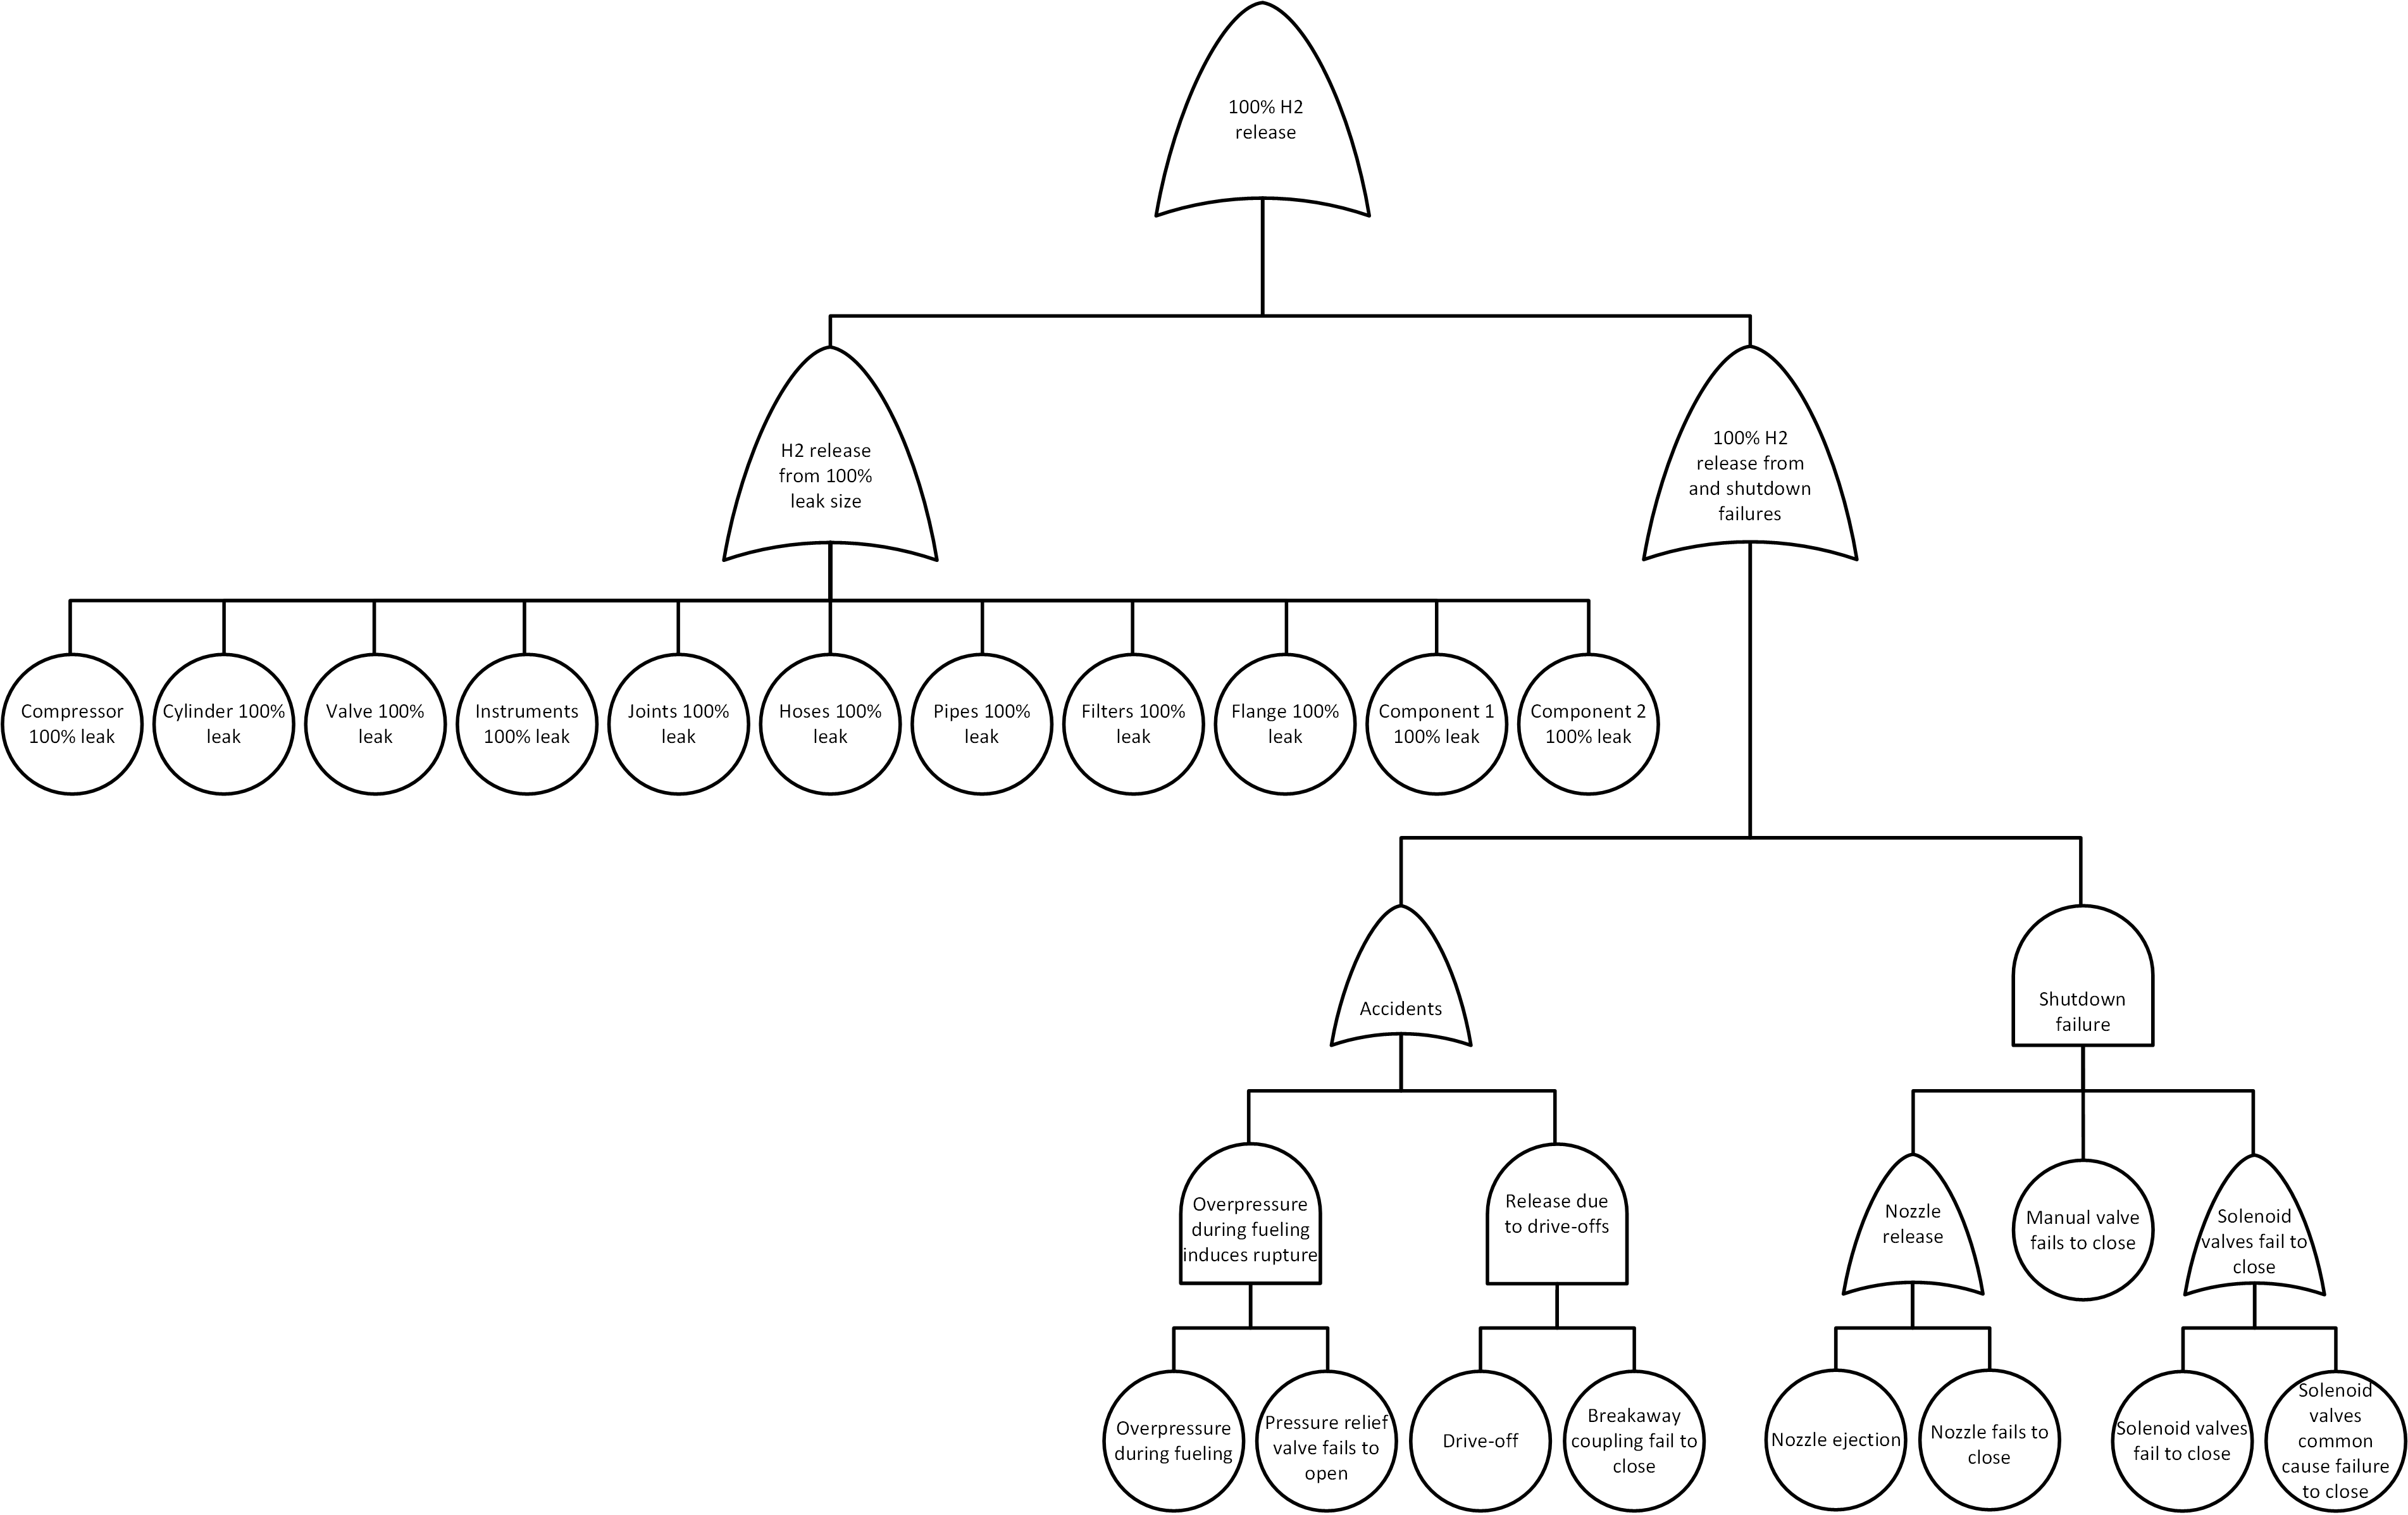 100% H2
release
H2 release
from 100%
leak size
100% H2
release from
and shutdown
failures
Compressor
100% leak
Cylinder 100%
leak
Valve 100%
leak
Instruments
100% leak
Joints 100%
leak
Hoses 100%
leak
Pipes 100%
leak
Filters 100%
leak
Flange 100%
leak
Component 1
100% leak
Component 2
100% leak
Accidents
Shutdown
failure
Overpressure
during fueling
induces rupture
Release due
to drive-offs
Nozzle
release
Manual valve
fails to close
Solenoid
valves fail to
close
Overpressure
during fueling
Pressure relief
valve fails to
open
Drive-off
Breakaway
coupling fail to
close
Nozzle ejection
Nozzle fails to
close
Solenoid valves
fail to close
Solenoid
valves
common
cause failure
to close